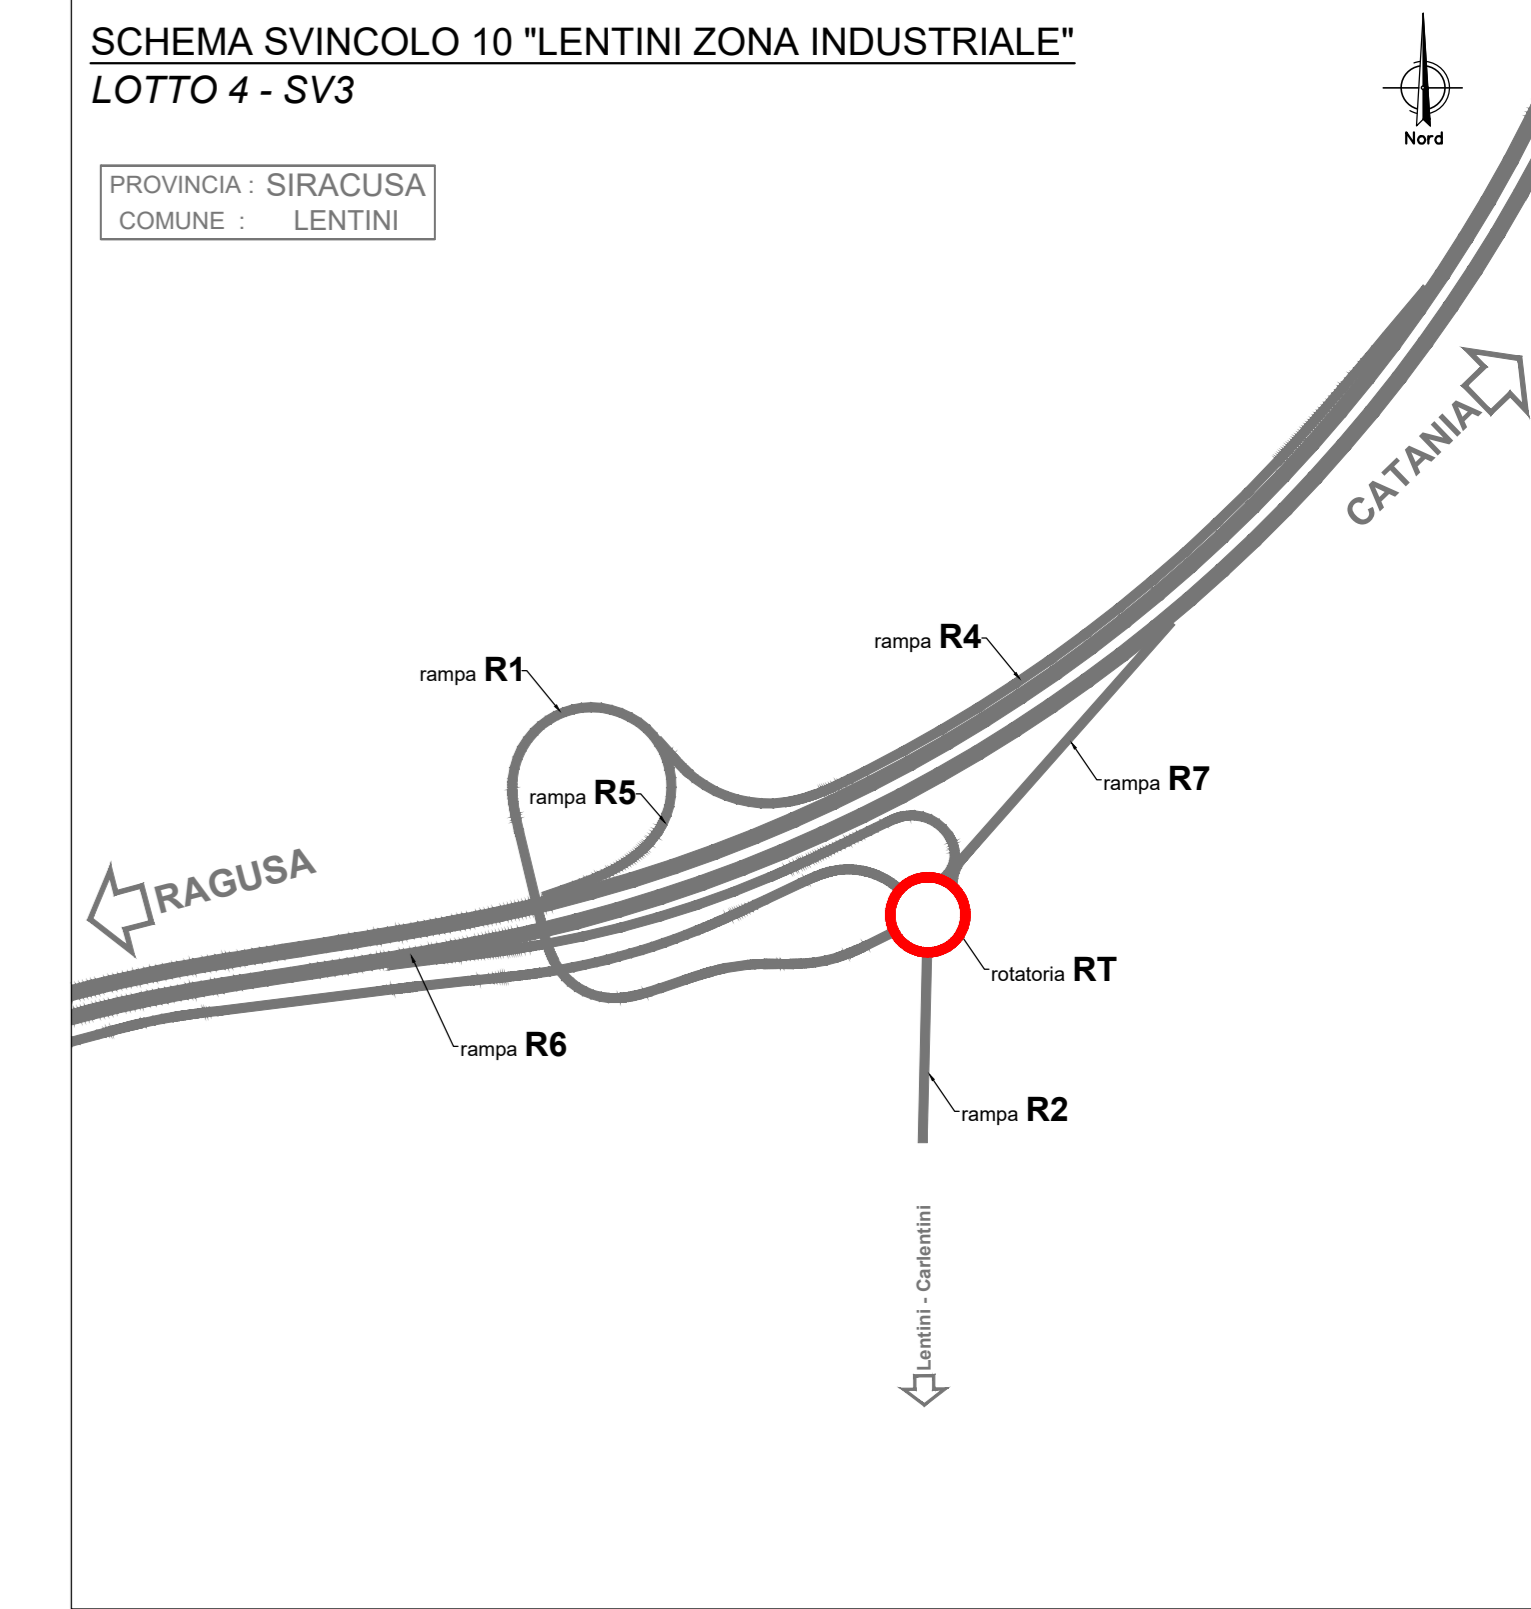 SCHEMA SVINCOLO 10 "LENTINI ZONA INDUSTRIALE"
LOTTO 4 - SV3
Nord
PROVINCIA : SIRACUSA
COMUNE : LENTINI
CATANIA
rampa R4
rampa R1
rampa R7
rampa R5
RAGUSA
rotatoria RT
rampa R6
rampa R2
Lentini - Carlentini